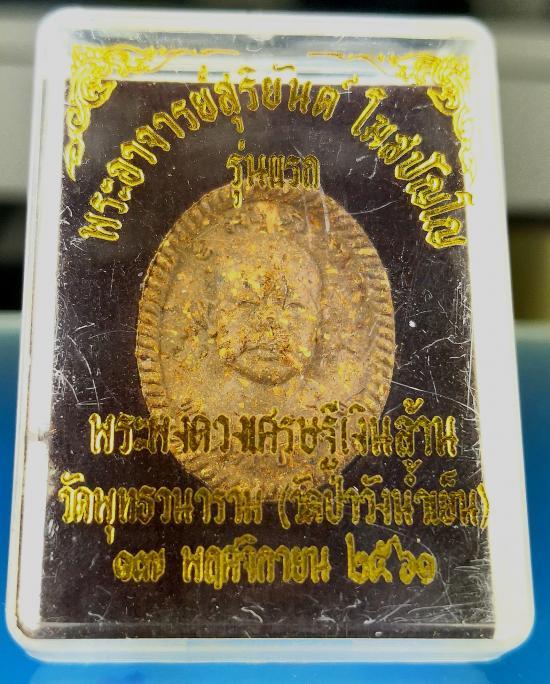 พระอาจารย์สุริยันต์ โฆสปัญโญ
รุ่นแรก
พระผงดวงเศรษฐีเงินล้าน
วัดพุทธวนาราม (วัดป่าวังน้ำเย็น)
๑๗ พฤศจิกายน ๒๕๖๑